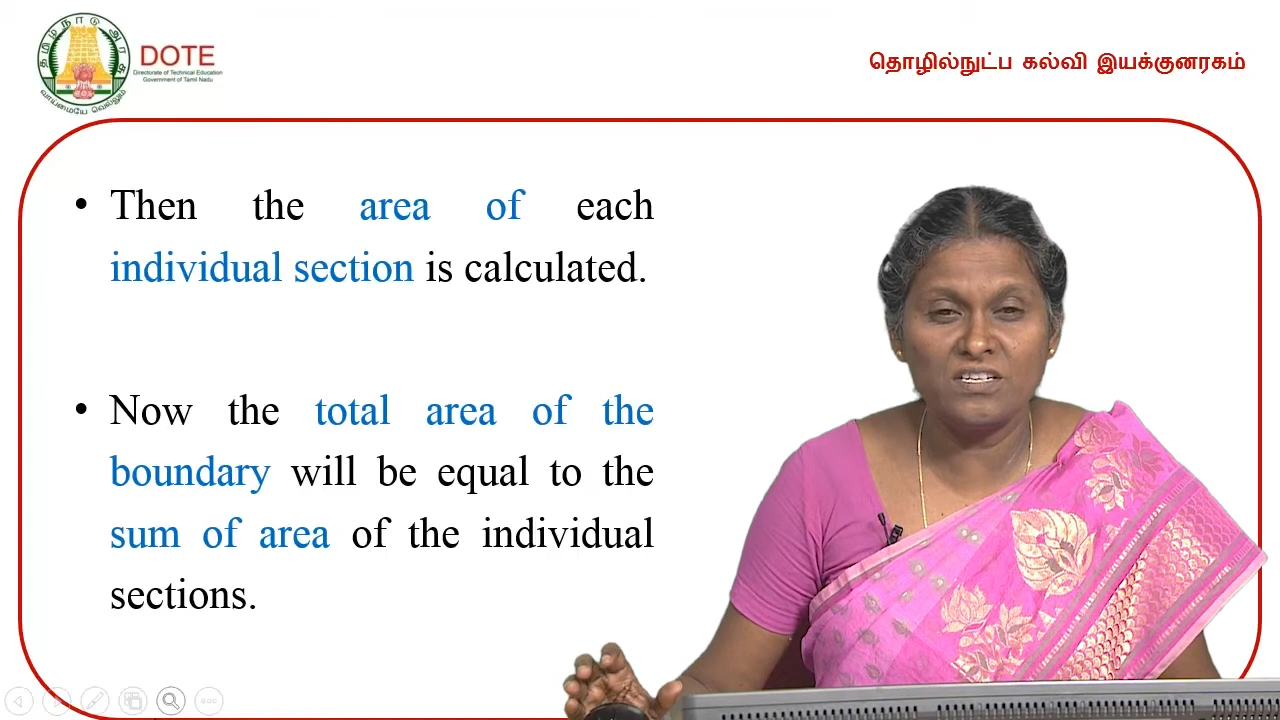 தமிழ்நாடு அரசு
வாய்மையே வெல்லும்
DOTE
Directorate of Technical Education
Government of Tamil Nadu
தொழில்நுட்ப கல்வி இயக்குனரகம்
• Then the area of each
individual section is calculated.
• Now the total area of the
boundary will be equal to the
sum of area of the individual
sections.